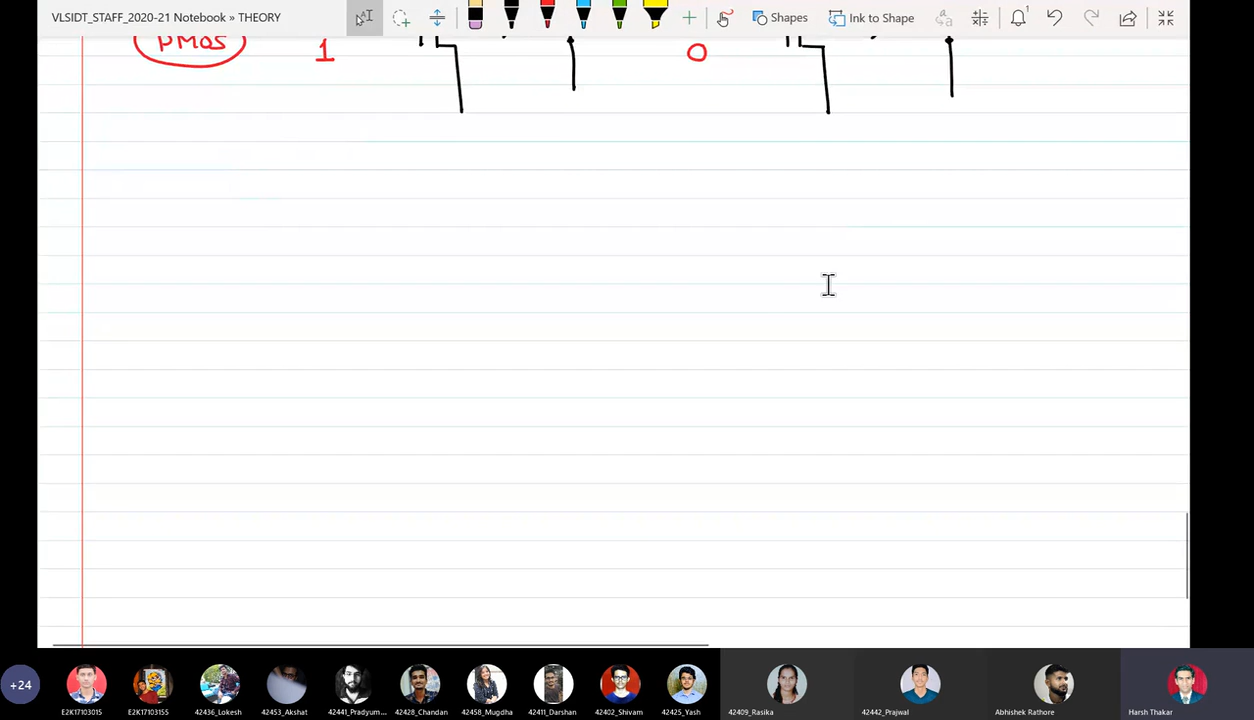 VLSIDT_STAFF_2020-21 Notebook » THEORY
Shapes
Ink to Shape
1
PMOS 1 0
+24
E2K17103015
E2K17103155
42436_Lokesh
42453_Akshat
42441_Pradyum...
42428_Chandan
42458_Mugdha
42411_Darshan
42402_Shivam
42425_Yash
42409_Rasika
42442_Prajwal
Abhishek Rathore
Harsh Thakar